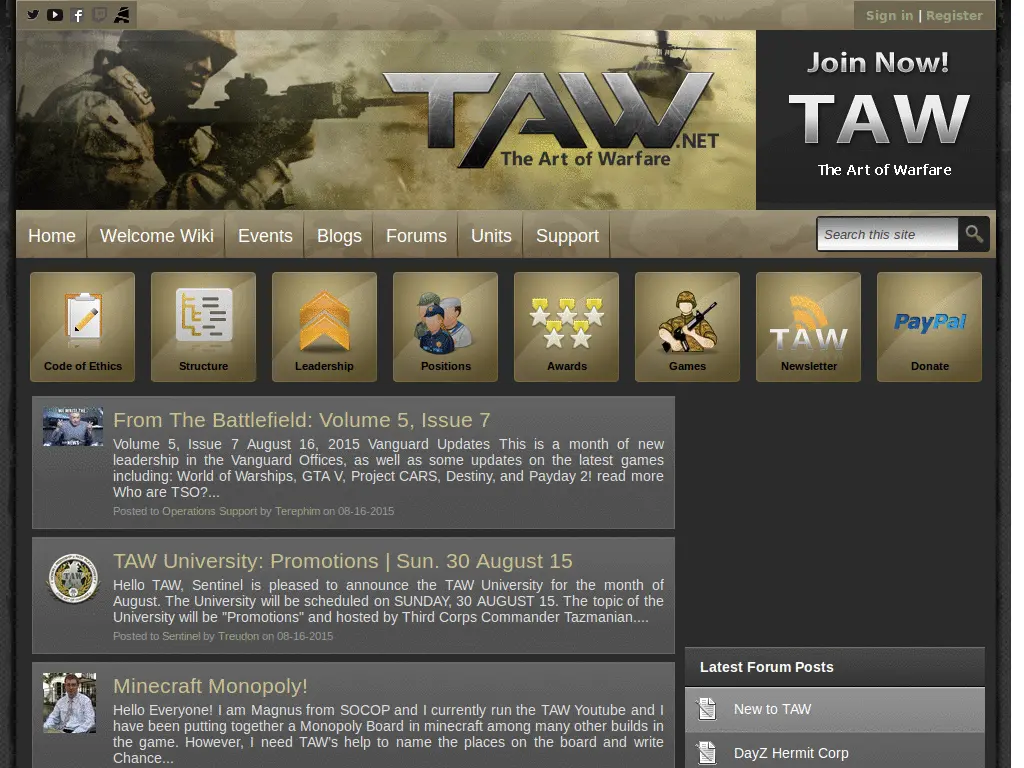 Sign in | Register
TAW
.NET
The Art of Warfare
Join Now!
TAW
The Art of Warfare
Home Welcome Wiki Events Blogs Forums Units Support
Search this site
TAW PayPal
Code of Ethics Structure Leadership Positions Awards Games Newsletter Donate
From The Battlefield: Volume 5, Issue 7
Volume 5, Issue 7 August 16, 2015 Vanguard Updates This is a month of new
leadership in the Vanguard Offices, as well as some updates on the latest games
including: World of Warships, GTA V, Project CARS, Destiny, and Payday 2! read more
Who are TSO?...
Posted to Operations Support by Terephim on 08-16-2015
TAW
TAW University: Promotions | Sun. 30 August 15
Hello TAW, Sentinel is pleased to announce the TAW University for the month of
August. The University will be scheduled on SUNDAY, 30 AUGUST 15. The topic of the
University will be "Promotions" and hosted by Third Corps Commander Tazmanian....
Posted to Sentinel by Treudon on 08-16-2015
Minecraft Monopoly!
Hello Everyone! I am Magnus from SOCOP and I currently run the TAW Youtube and I
have been putting together a Monopoly Board in minecraft among many other builds in
the game. However, I need TAW's help to name the places on the board and write
Chance...
Latest Forum Posts
New to TAW
DayZ Hermit Corp